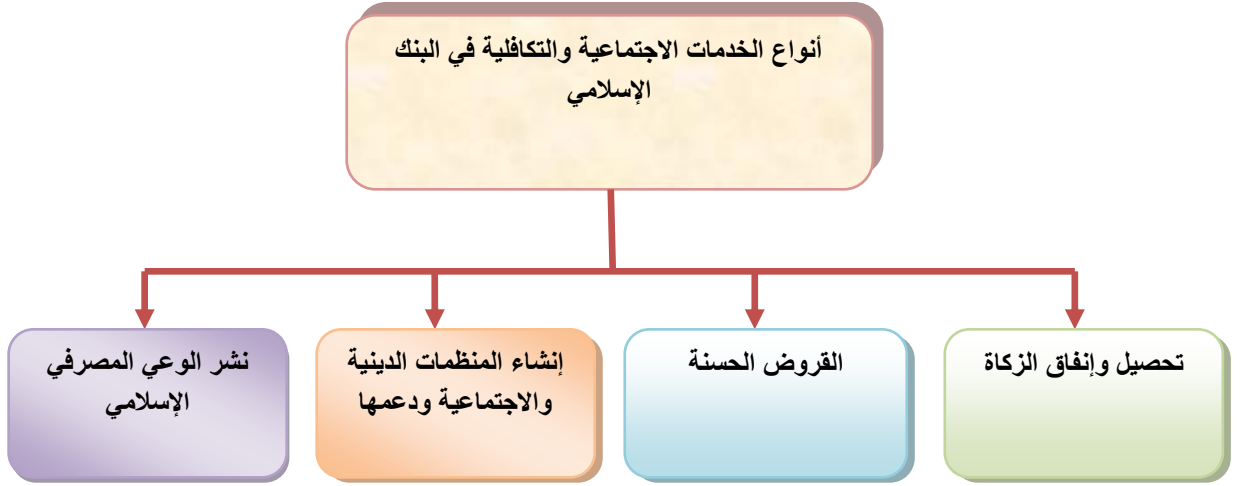 أنواع الخدمات الاجتماعية والتكافلية في البنك
الإسلامي
تحصيل وإنفاق الزكاة
القروض الحسنة
إنشاء المنظمات الدينية
والاجتماعية ودعمها
نشر الوعي المصرفي
الإسلامي